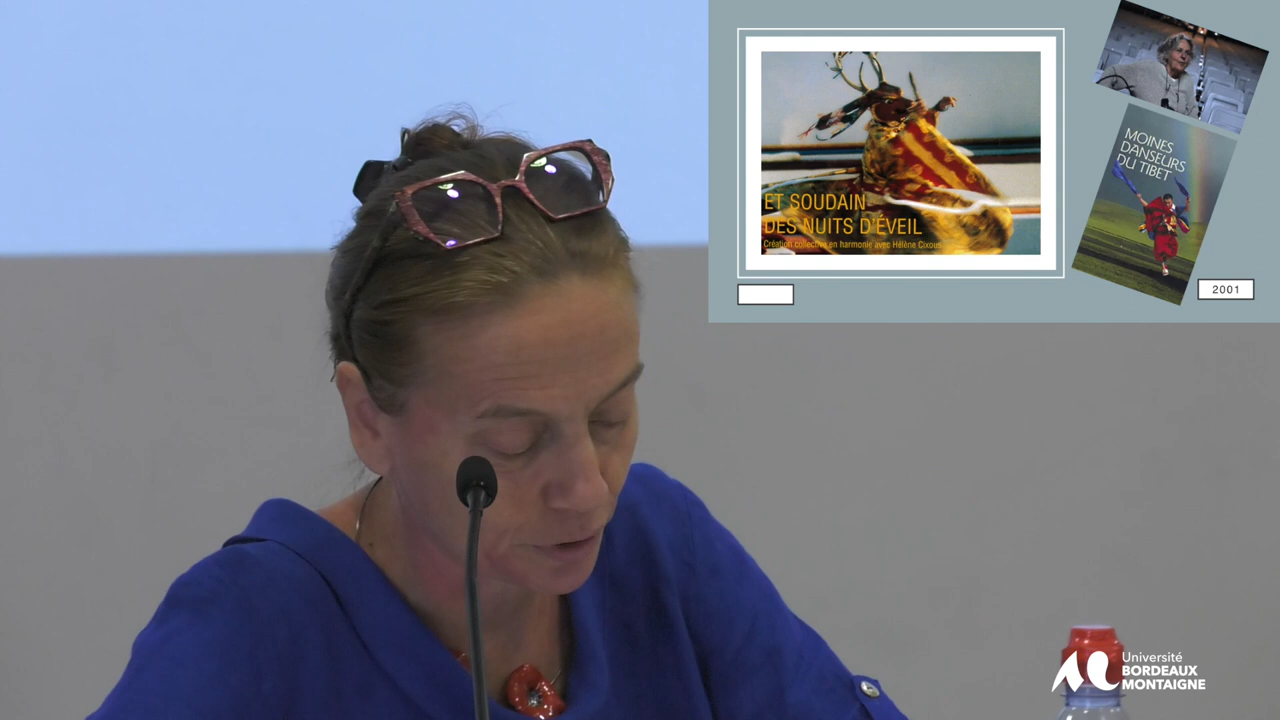 ET SOUDAIN
DES NUITS D'ÉVEIL
Création collective en harmonie avec Hélène Cixous
MOINES
DANSEURS
DU TIBET
2001
Université
BORDEAUX
MONTAIGNE